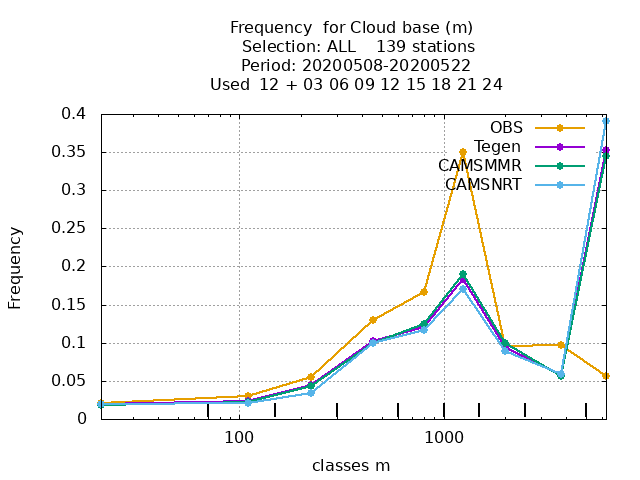 Frequency  for Cloud base (m)
Selection: ALL    139 stations
Period: 20200508-20200522
Used  12 + 03 06 09 12 15 18 21 24
OBS
Tegen
CAMSMMR
CAMSNRT
0.4
0.35
0.3
0.25
0.2
0.15
0.1
0.05
0
Frequency
100
1000
classes m